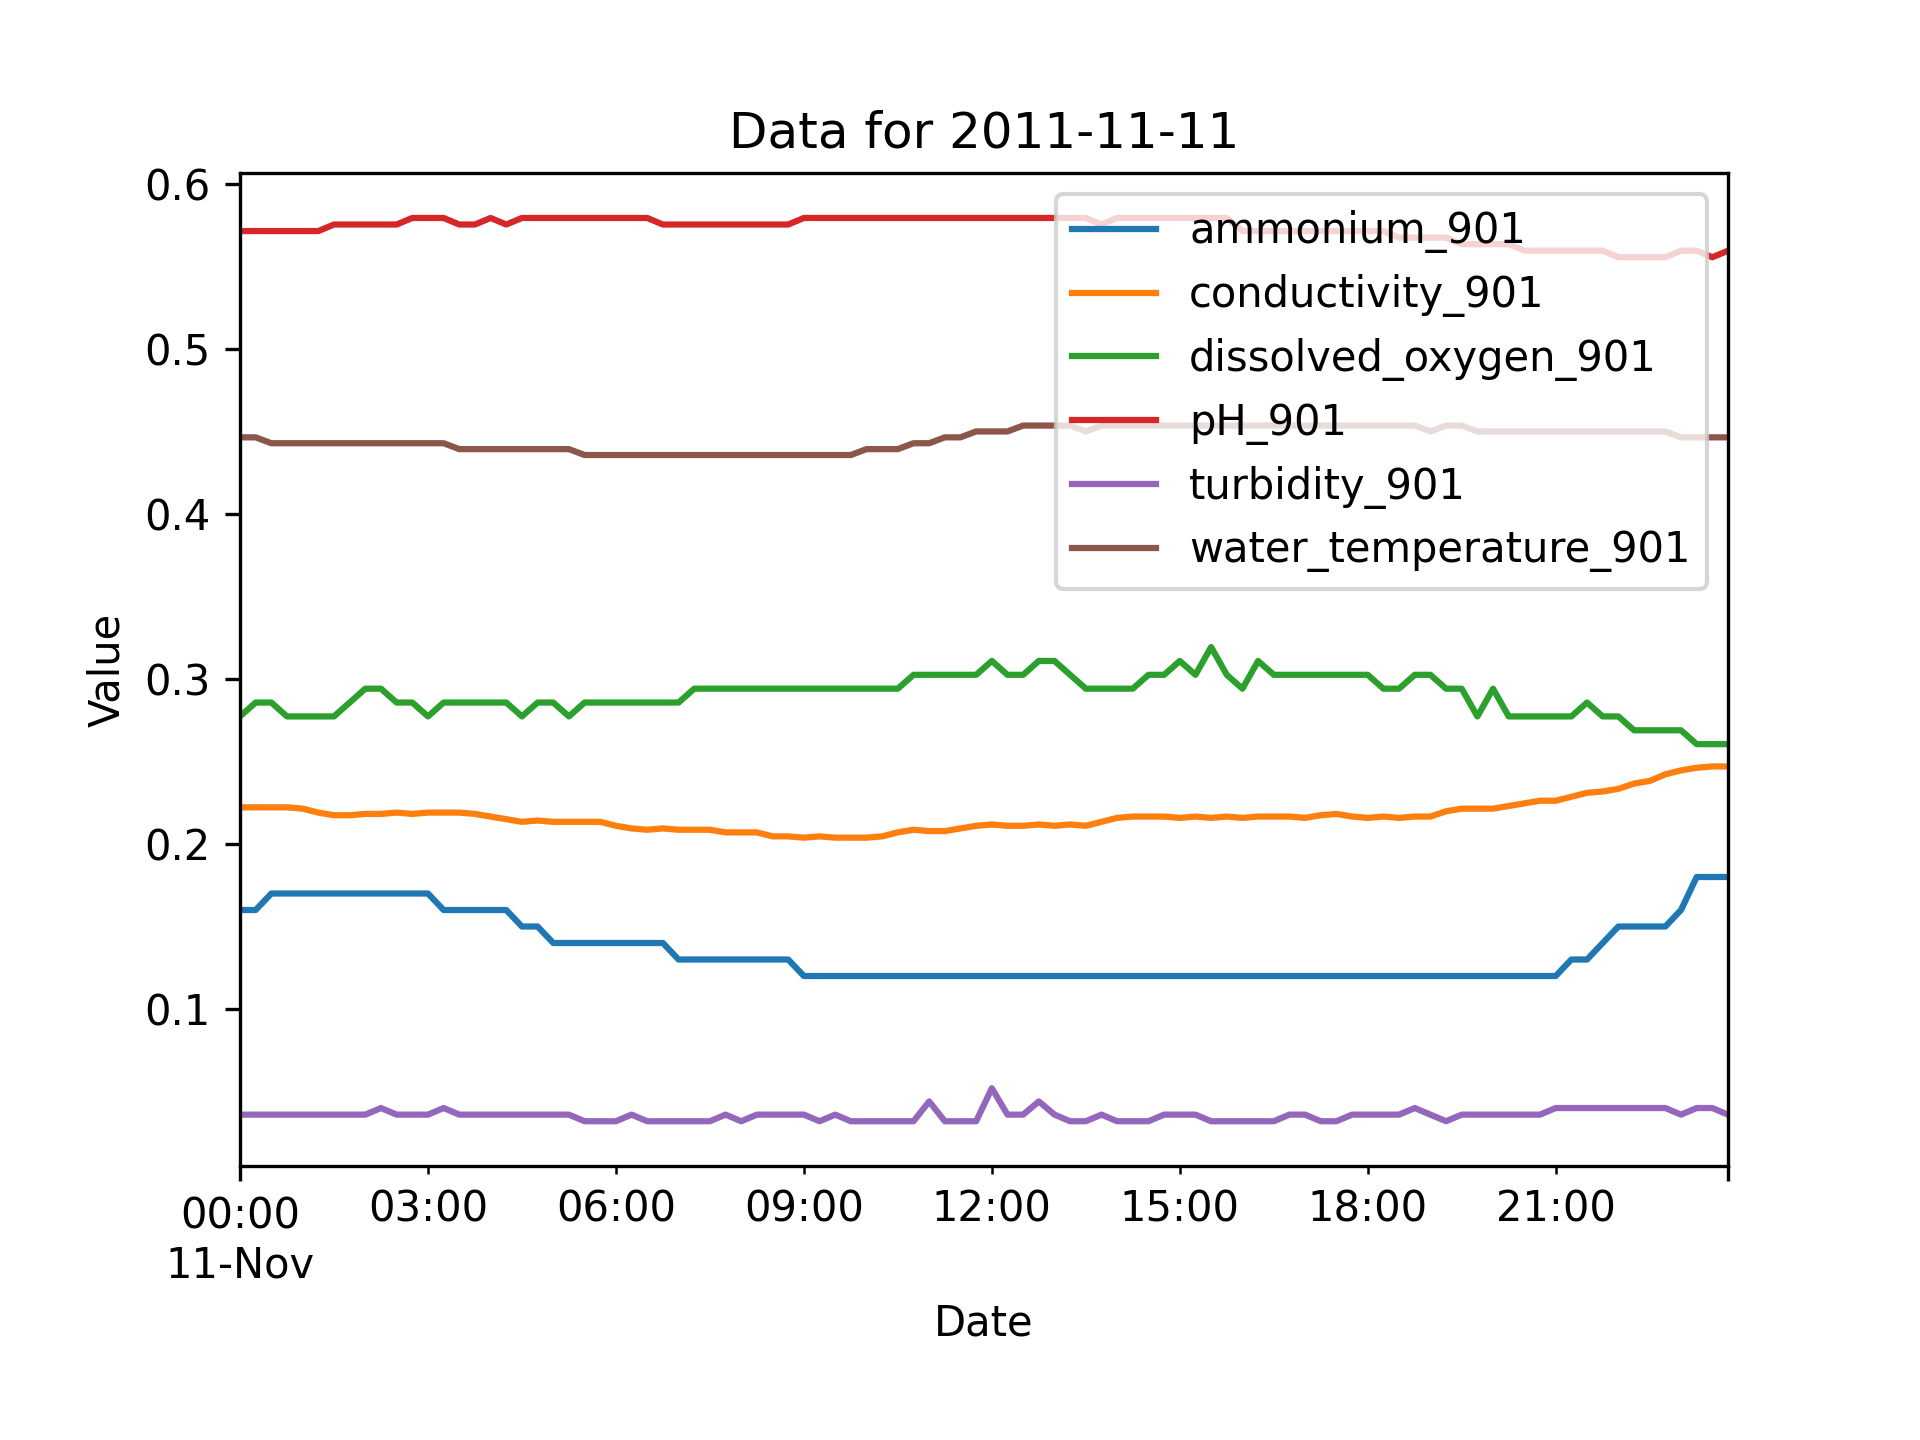 Data for 2011-11-11
0.6
0.5
0.4
0.3
0.2
0.1
Value
ammonium_901
conductivity_901
dissolved_oxygen_901
pH_901
turbidity_901
water_temperature_901
00:00 03:00 06:00 09:00 12:00 15:00 18:00 21:00
11-Nov
Date